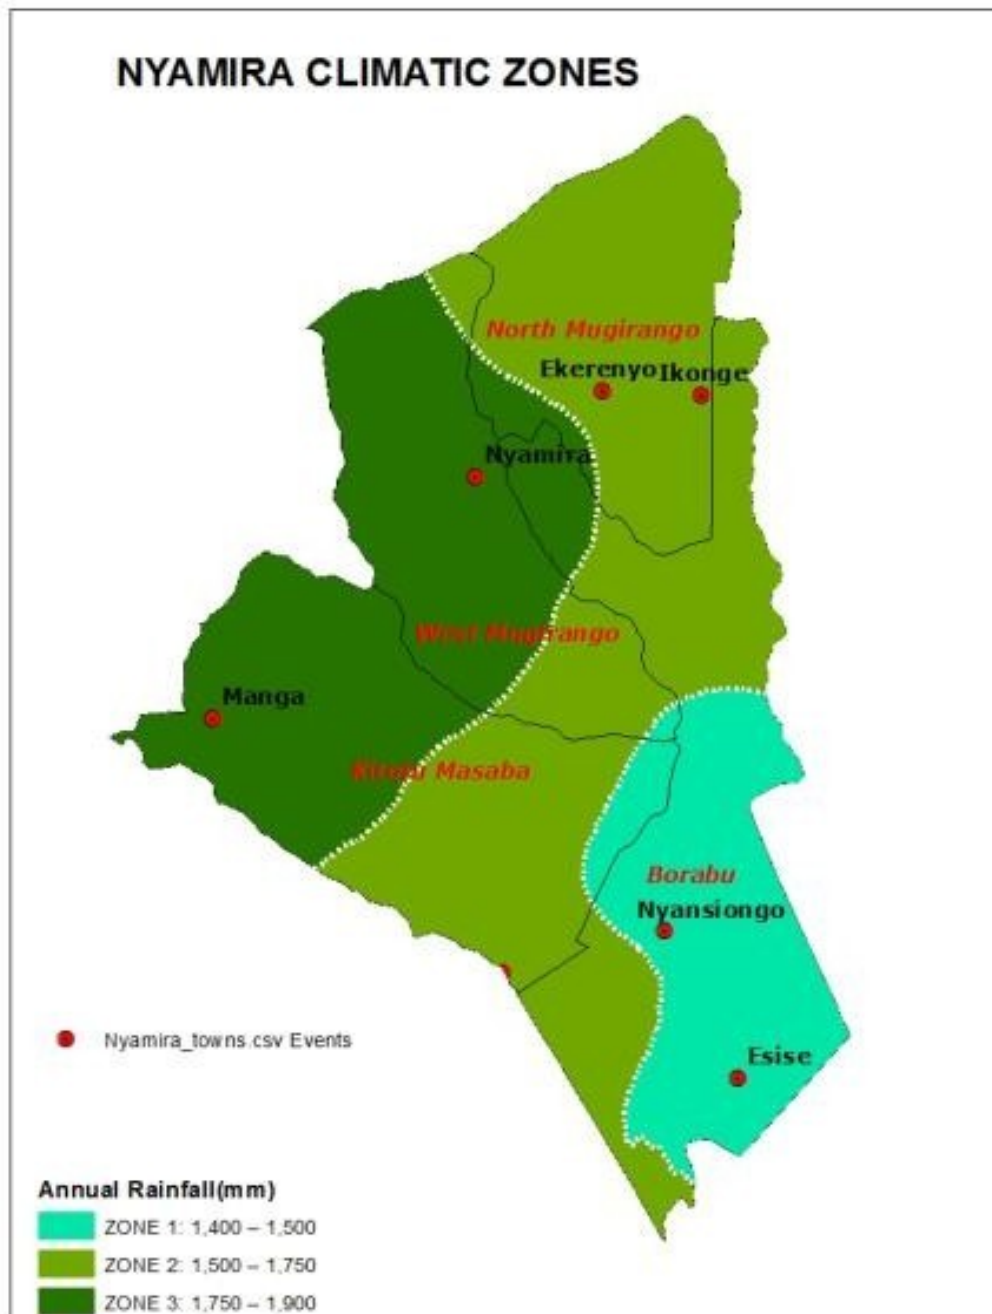 NYAMIRA CLIMATIC ZONES
North Mugirango
Ekerenyo
Ikonge
Nyamira
West Mugirango
Manga
Kitutu Masaba
Borabu
Nyansiongo
Esise
Nyamira_towns.csv Events
Annual Rainfall(mm)
ZONE 1: 1,400 – 1,500
ZONE 2: 1,500 – 1,750
ZONE 3: 1,750 – 1,900